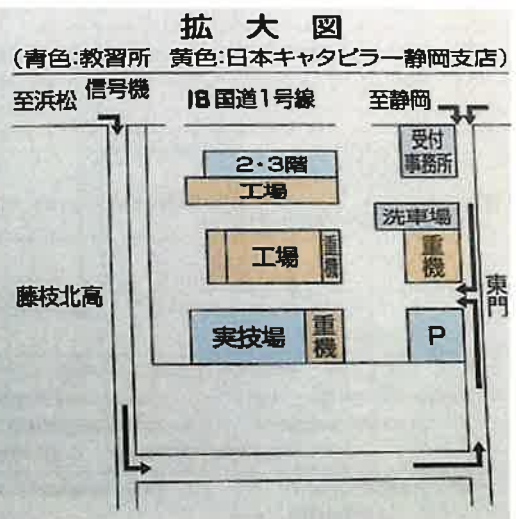 拡大図
(青色:教習所 黄色:日本キャタピラー静岡支店)
至浜松 信号機 国道1号線 至静岡
受付
事務所
2・3階
工場
洗車場
工場 重機 重機
東門
藤枝北高
実技場 重機 P